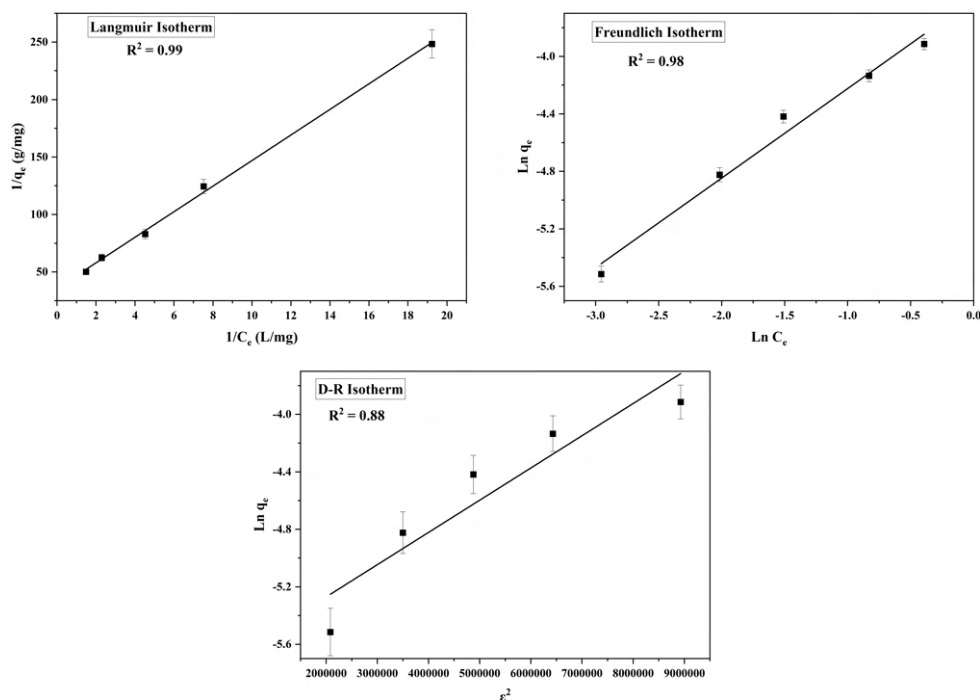 Langmuir Isotherm
R² = 0.99
250
200
150
100
50
1/qₑ (g/mg)
0 2 4 6 8 10 12 14 16 18 20
1/Cₑ (L/mg)
Freundlich Isotherm
R² = 0.98
-4.0
-4.4
-4.8
-5.2
-5.6
Ln qₑ
-3.0 -2.5 -2.0 -1.5 -1.0 -0.5 0.0
Ln Cₑ
D-R Isotherm
R² = 0.88
-4.0
-4.4
-4.8
-5.2
-5.6
Ln qₑ
2000000 3000000 4000000 5000000 6000000 7000000 8000000 9000000
ε²